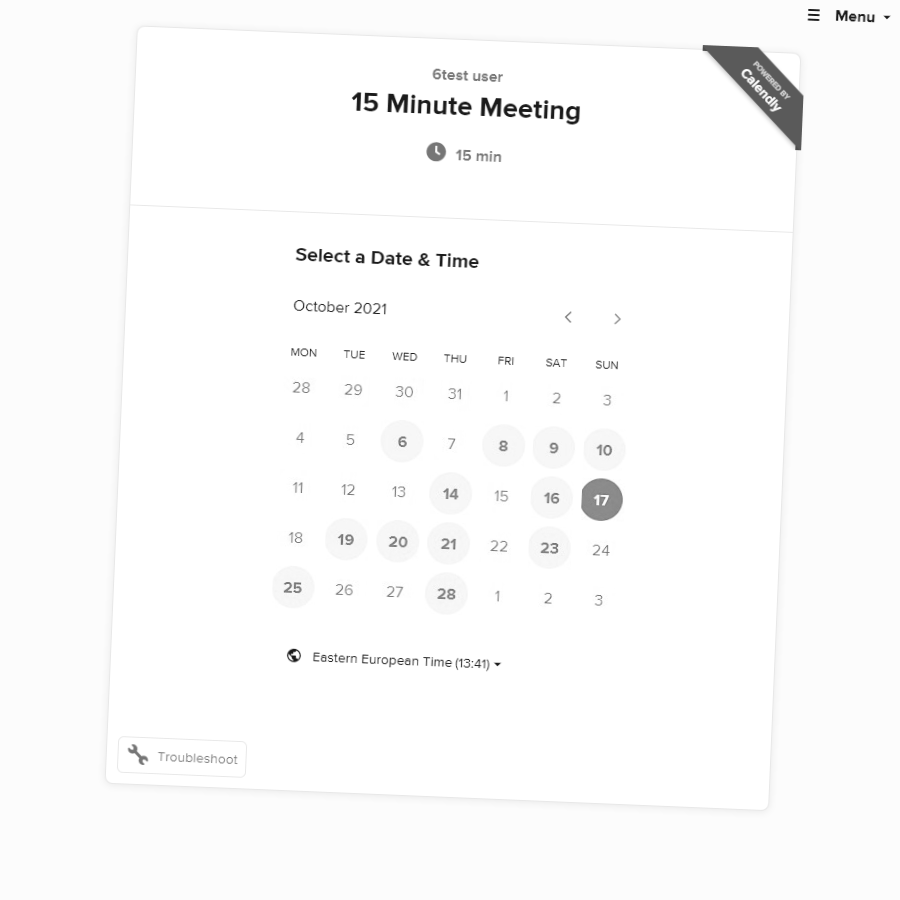 ☰ Menu
POWERED BY
Calendly
6test user
15 Minute Meeting
15 min
Select a Date & Time
October 2021
MON TUE WED THU FRI SAT SUN
28 29 30 31 1 2 3
4 5 6 7 8 9 10
11 12 13 14 15 16 17
18 19 20 21 22 23 24
25 26 27 28 1 2 3
Eastern European Time (13:41)
Troubleshoot